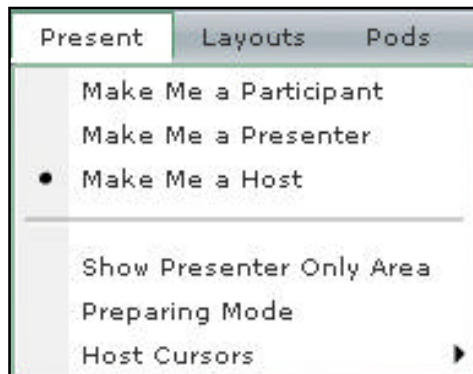 Present Layouts Pods
Make Me a Participant
Make Me a Presenter
Make Me a Host
Show Presenter Only Area
Preparing Mode
Host Cursors